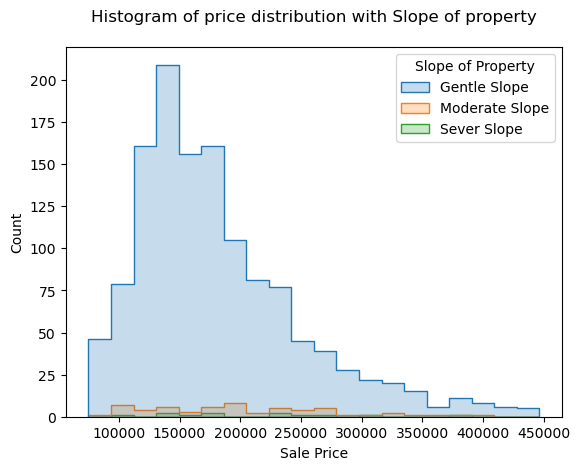 Histogram of price distribution with Slope of property
Slope of Property
Gentle Slope
Moderate Slope
Sever Slope
Count
200
175
150
125
100
75
50
25
0
100000 150000 200000 250000 300000 350000 400000 450000
Sale Price